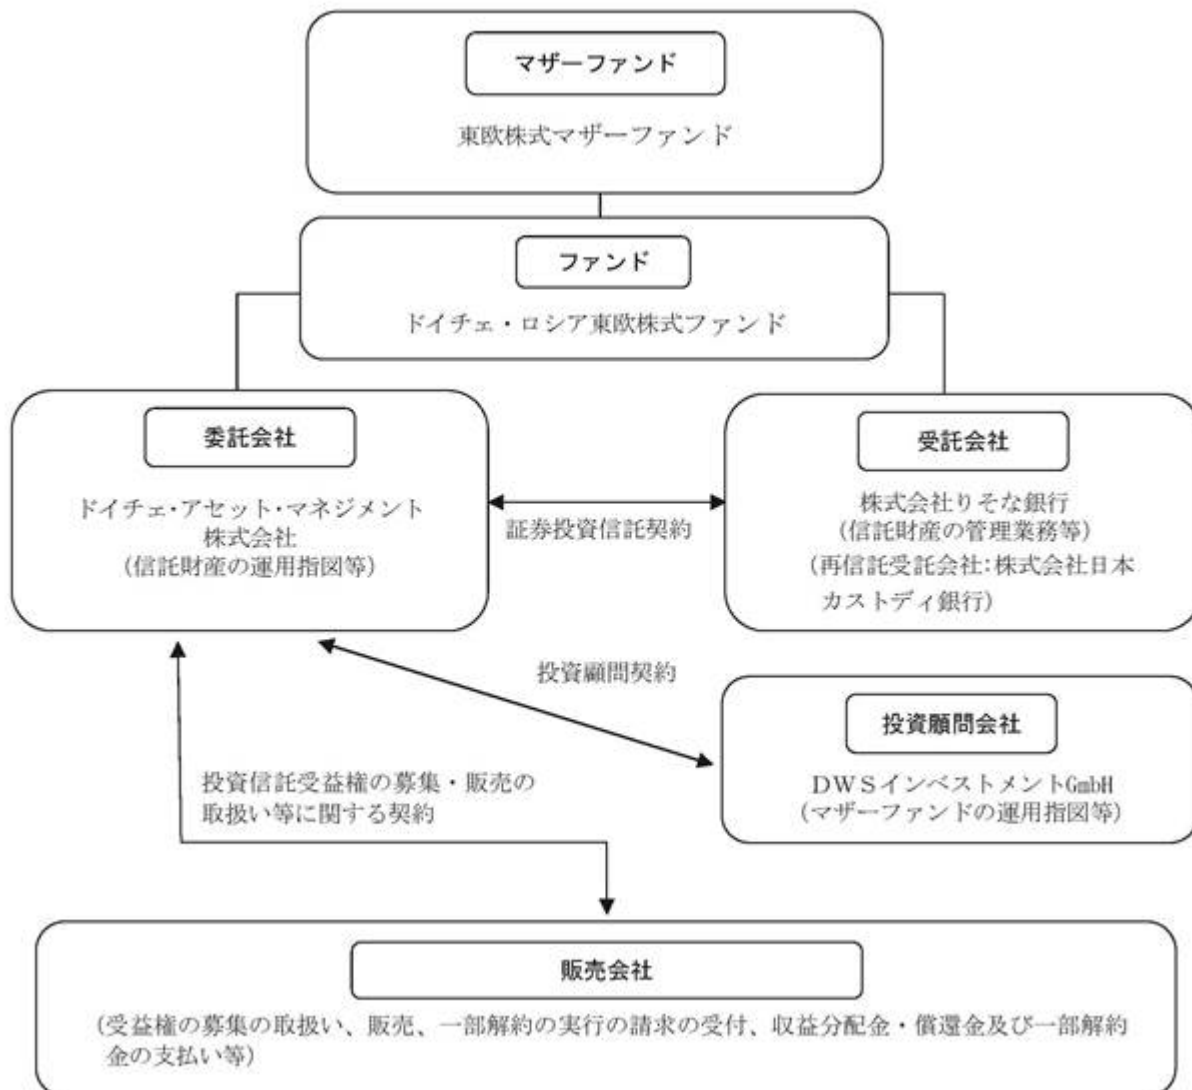 マザーファンド
東欧株式マザーファンド
ファンド
ドイチェ・ロシア東欧株式ファンド
委託会社
ドイチェ･アセット･マネジメント
株式会社
(信託財産の運用指図等)
証券投資信託契約
受託会社
株式会社りそな銀行
(信託財産の管理業務等)
(再信託受託会社:株式会社日本
カストディ銀行)
投資顧問契約
投資顧問会社
DWSインベストメントGmbH
(マザーファンドの運用指図等)
投資信託受益権の募集・販売の
取扱い等に関する契約
販売会社
(受益権の募集の取扱い、販売、一部解約の実行の請求の受付、収益分配金・償還金及び一部解約
金の支払い等)